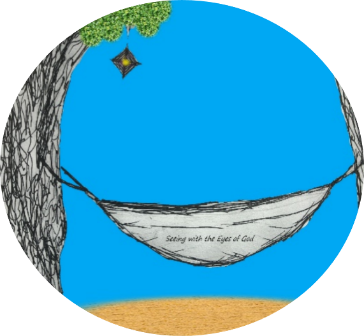 Seeing with the Eyes of God